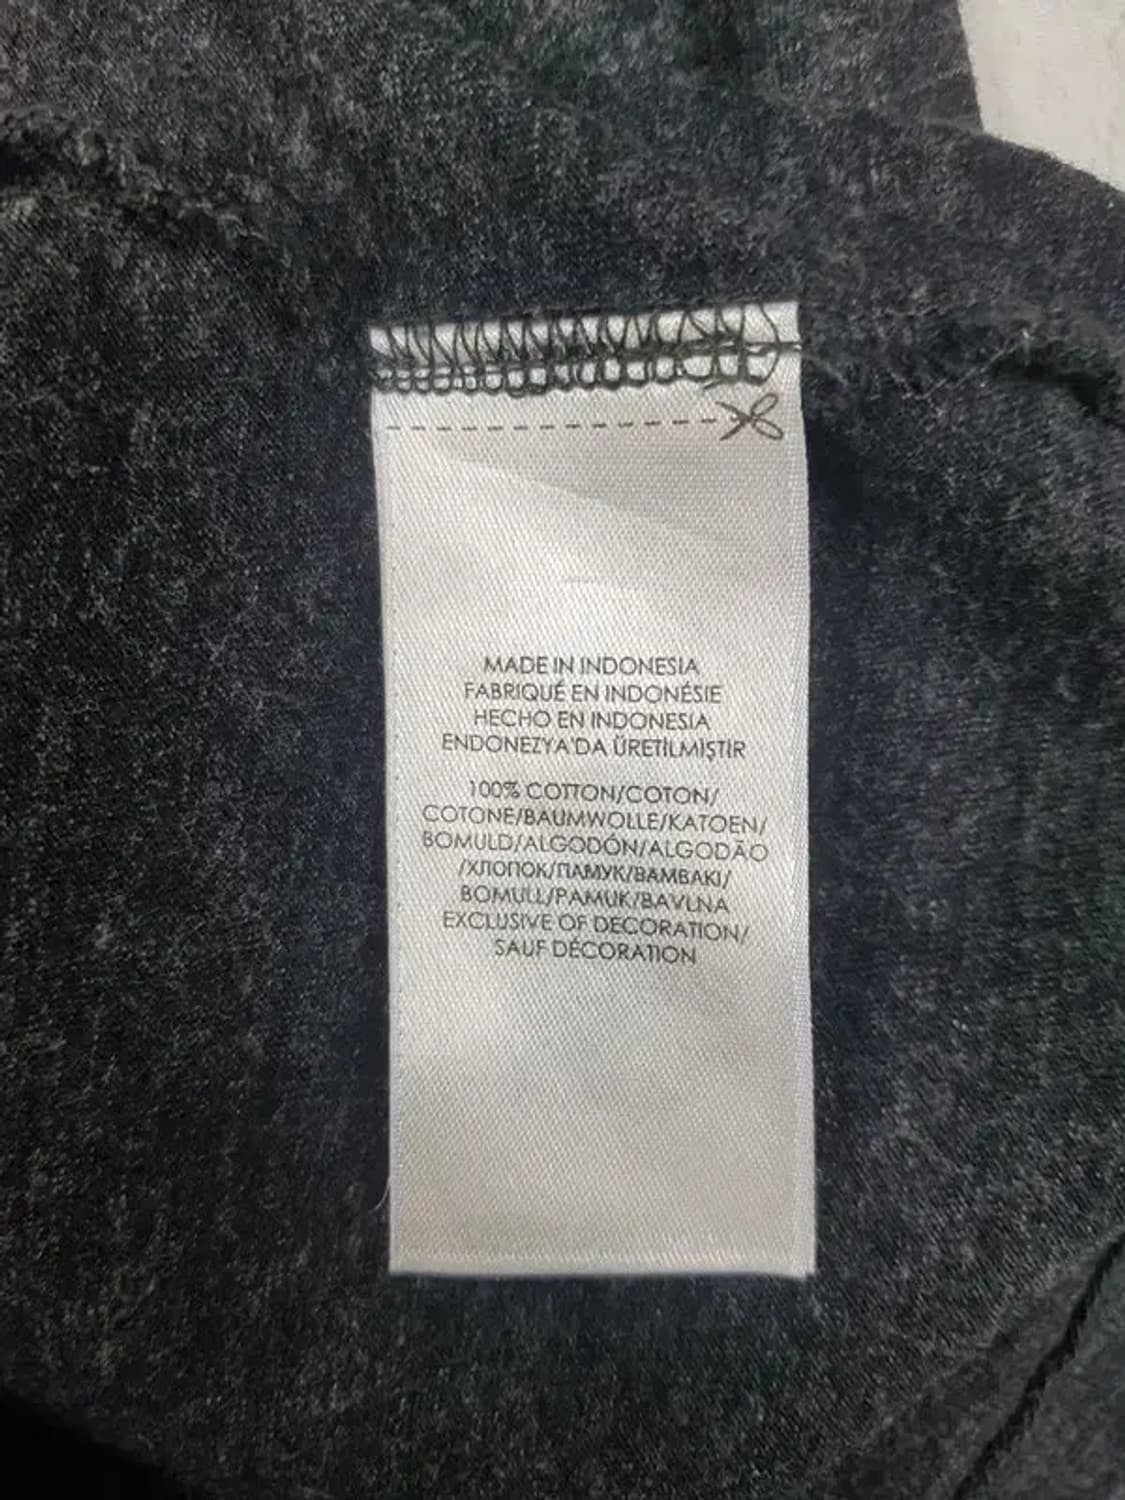 MADE IN INDONESIA
FABRIQUÉ EN INDONÉSIE
HECHO EN INDONESIA
ENDONEZYA'DA ÜRETİLMİŞTİR
100% COTTON/COTON/
COTONE/BAUMWOLLE/KATOEN/
BOMULD/ALGODÓN/ALGODÃO
/ХЛОПОК/ПАМУК/BAMBAKI/
BOMULL/PAMUK/BAVLNA
EXCLUSIVE OF DECORATION/
SAUF DÉCORATION